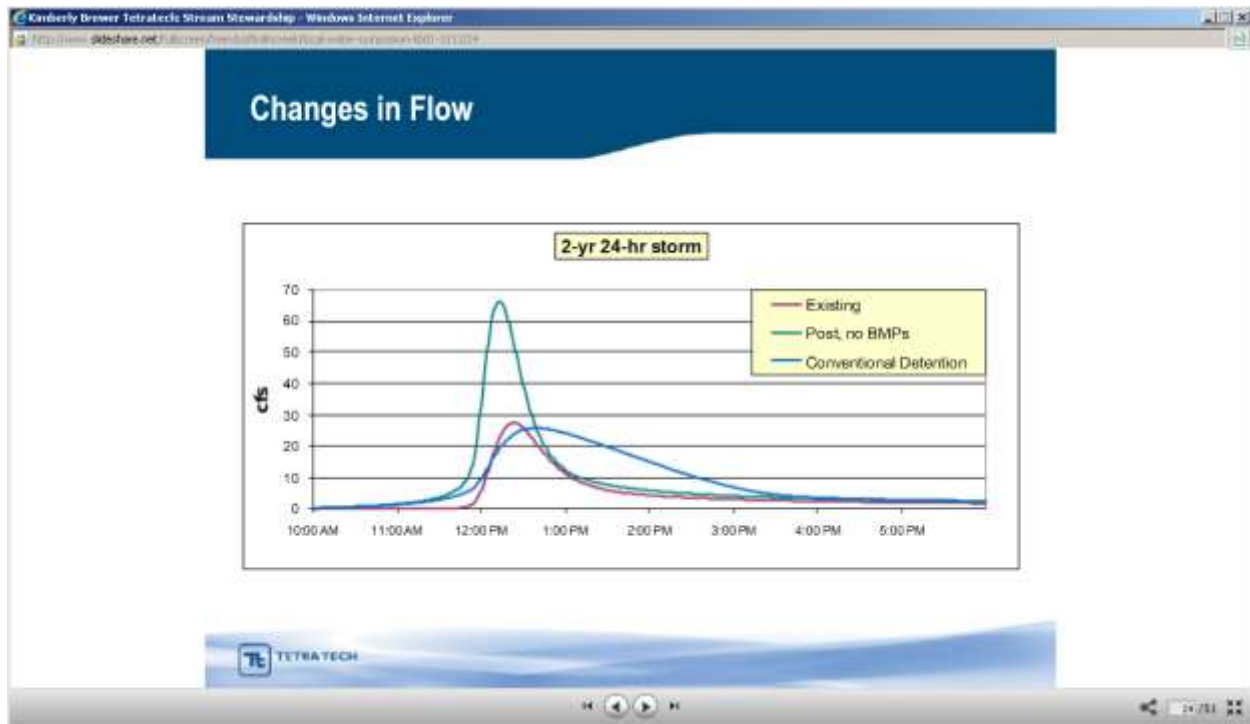 Kimberly Brewer Tetratech: Stream Stewardship - Windows Internet Explorer
Changes in Flow
2-yr 24-hr storm
70
60
50
40
30
20
10
0
cfs
Existing
Post, no BMPs
Conventional Detention
10:00 AM 11:00 AM 12:00 PM 1:00 PM 2:00 PM 3:00 PM 4:00 PM 5:00 PM
TETRA TECH